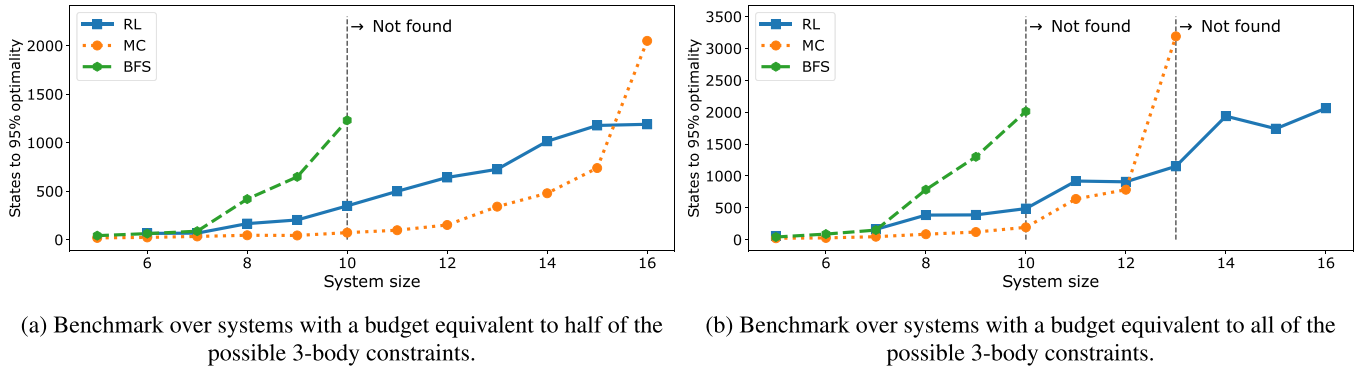 RL
MC
BFS
→ Not found
States to 95% optimality
2000
1500
1000
500
0
6
8
10
12
14
16
System size
(a) Benchmark over systems with a budget equivalent to half of the
possible 3-body constraints.
RL
MC
BFS
→ Not found
→ Not found
States to 95% optimality
3500
3000
2500
2000
1500
1000
500
0
6
8
10
12
14
16
System size
(b) Benchmark over systems with a budget equivalent to all of the
possible 3-body constraints.